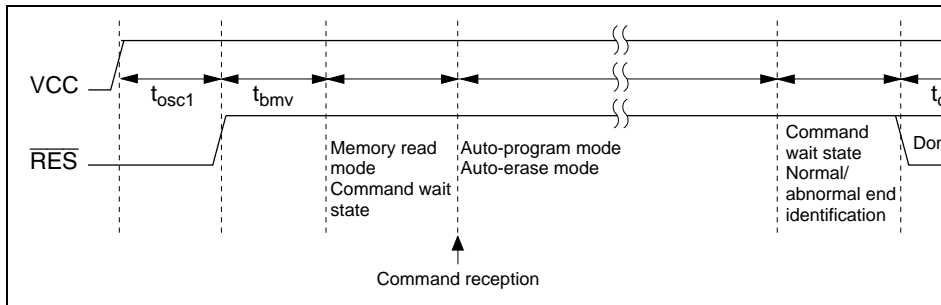 VCC
tosc1
tbmv
RES
Memory read
mode
Command wait
state
Auto-program mode
Auto-erase mode
Command
wait state
Normal/
abnormal end
identification
Command reception